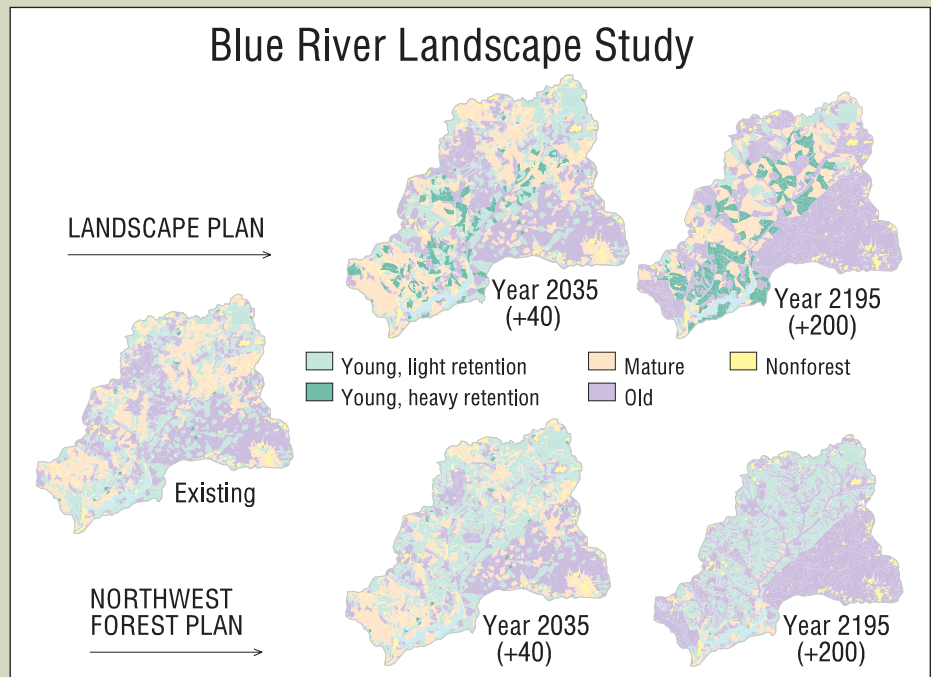 Blue River Landscape Study
LANDSCAPE PLAN
Year 2035
(+40)
Year 2195
(+200)
Young, light retention
Mature
Nonforest
Young, heavy retention
Old
Existing
NORTHWEST
FOREST PLAN
Year 2035
(+40)
Year 2195
(+200)